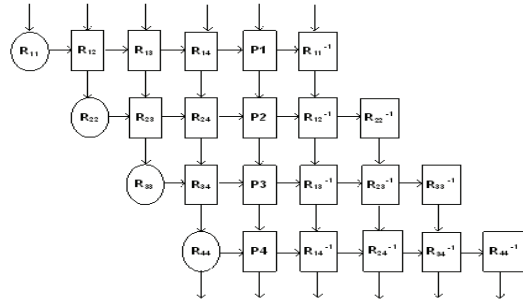 R₁₁ R₁₂ R₁₃ R₁₄ P1 R₁₁⁻¹
R₂₂ R₂₃ R₂₄ P2 R₁₂⁻¹ R₂₂⁻¹
R₃₃ R₃₄ P3 R₁₃⁻¹ R₂₃⁻¹ R₃₃⁻¹
R₄₄ P4 R₁₄⁻¹ R₂₄⁻¹ R₃₄⁻¹ R₄₄⁻¹